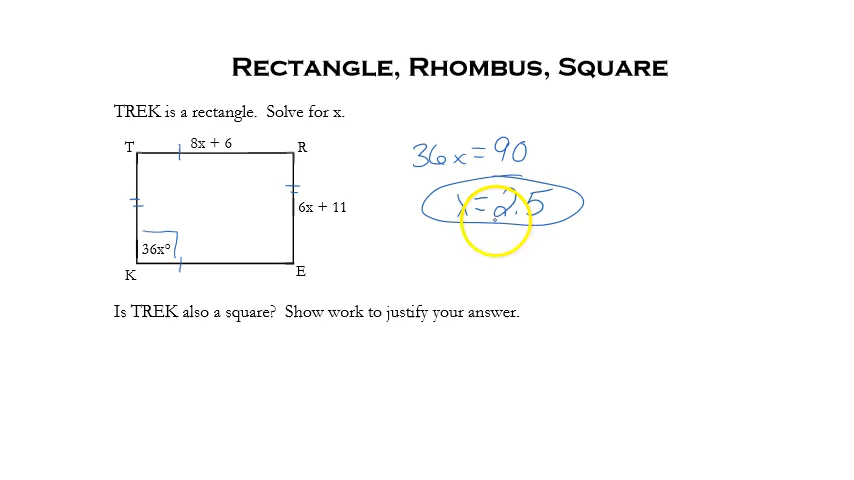 RECTANGLE, RHOMBUS, SQUARE
TREK is a rectangle. Solve for x.
T 8x + 6 R
36x = 90
x = 2.5
6x + 11
36x°
K E
Is TREK also a square? Show work to justify your answer.